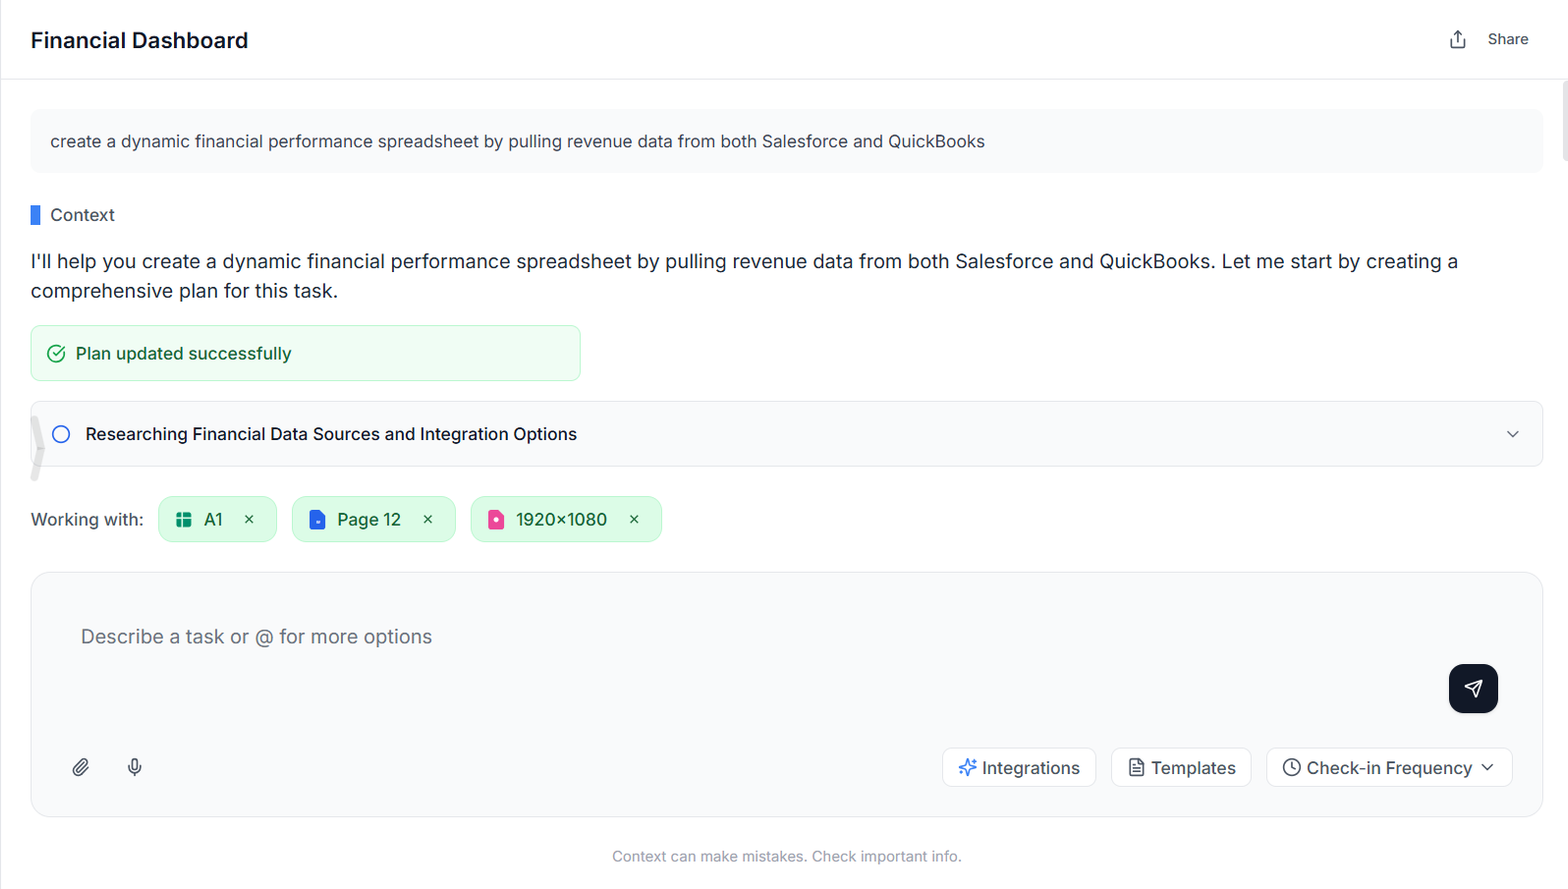 Financial Dashboard
Share
create a dynamic financial performance spreadsheet by pulling revenue data from both Salesforce and QuickBooks
Context
I'll help you create a dynamic financial performance spreadsheet by pulling revenue data from both Salesforce and QuickBooks. Let me start by creating a
comprehensive plan for this task.
Plan updated successfully
Researching Financial Data Sources and Integration Options
Working with: A1 × Page 12 × 1920×1080 ×
Describe a task or @ for more options
Integrations Templates Check-in Frequency
Context can make mistakes. Check important info.